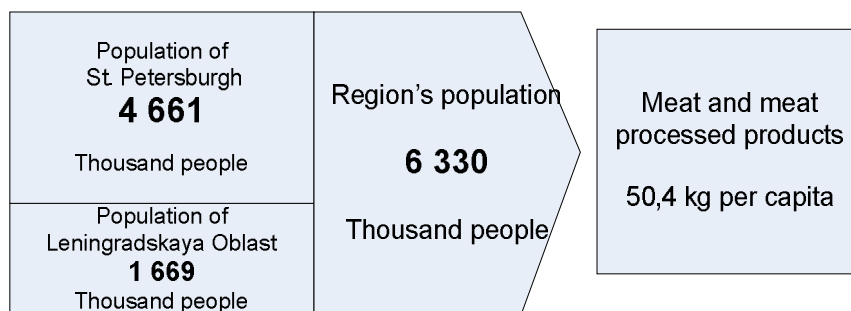 Population of
St. Petersburgh
4 661
Thousand people
Population of
Leningradskaya Oblast
1 669
Thousand people
Region's population
6 330
Thousand people
Meat and meat
processed products
50,4 kg per capita